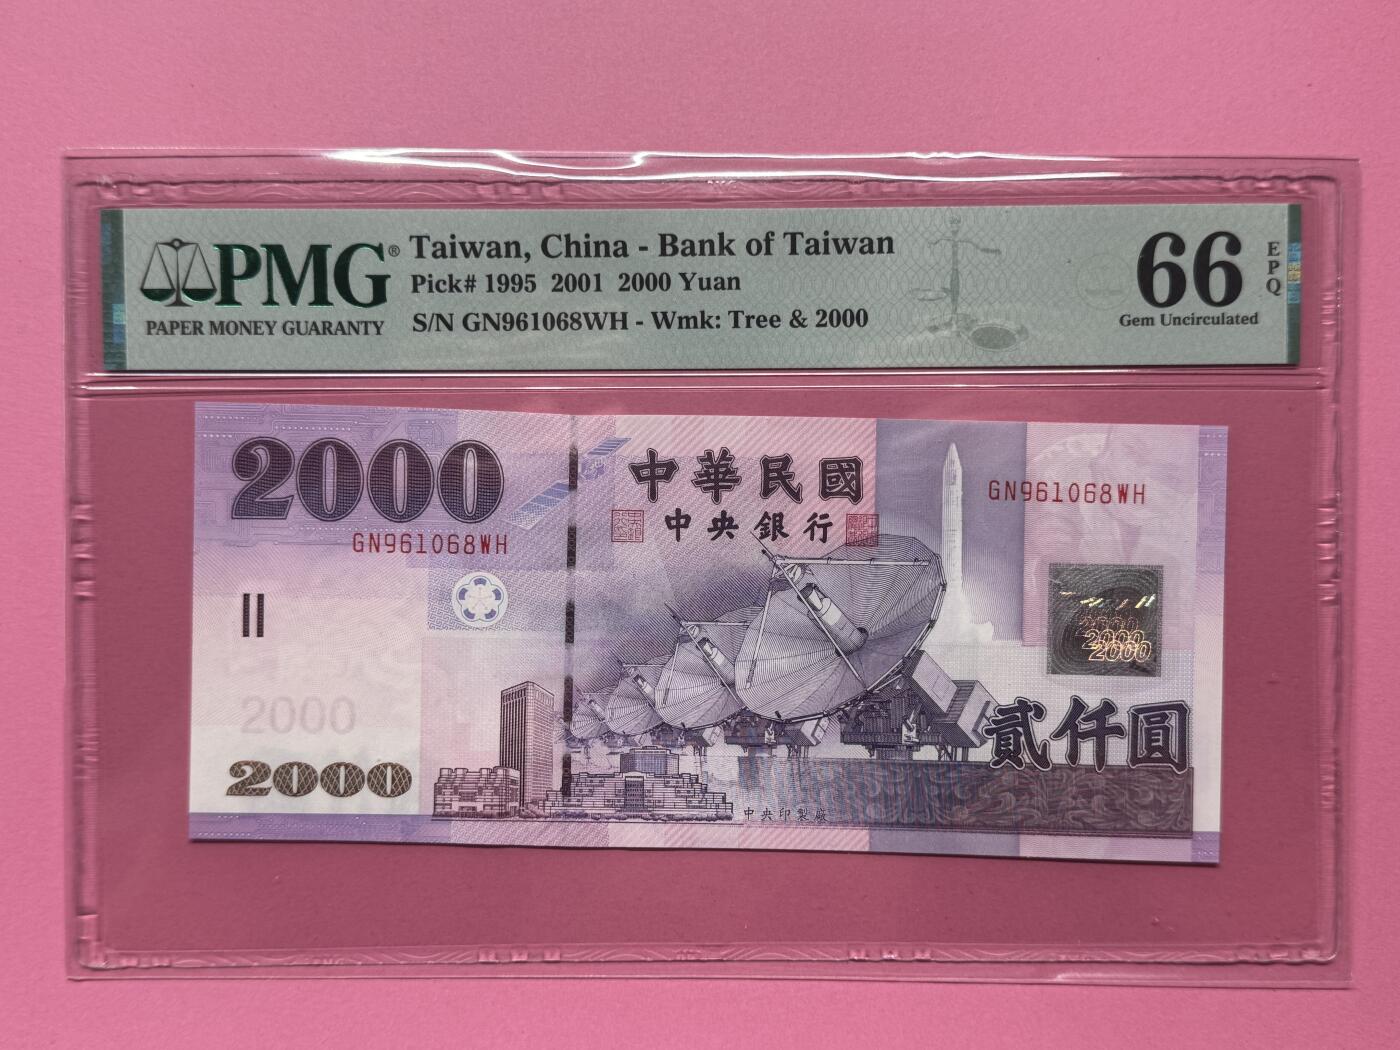 PMG®
PAPER MONEY GUARANTY
Taiwan, China - Bank of Taiwan
Pick# 1995 2001 2000 Yuan
S/N GN961068WH - Wmk: Tree & 2000
66
EPQ
Gem Uncirculated
2000
中華民國
GN961068WH
中央銀行
GN961068WH
2000
2000
2000
2000
貳仟圓
2000
中央印製廠